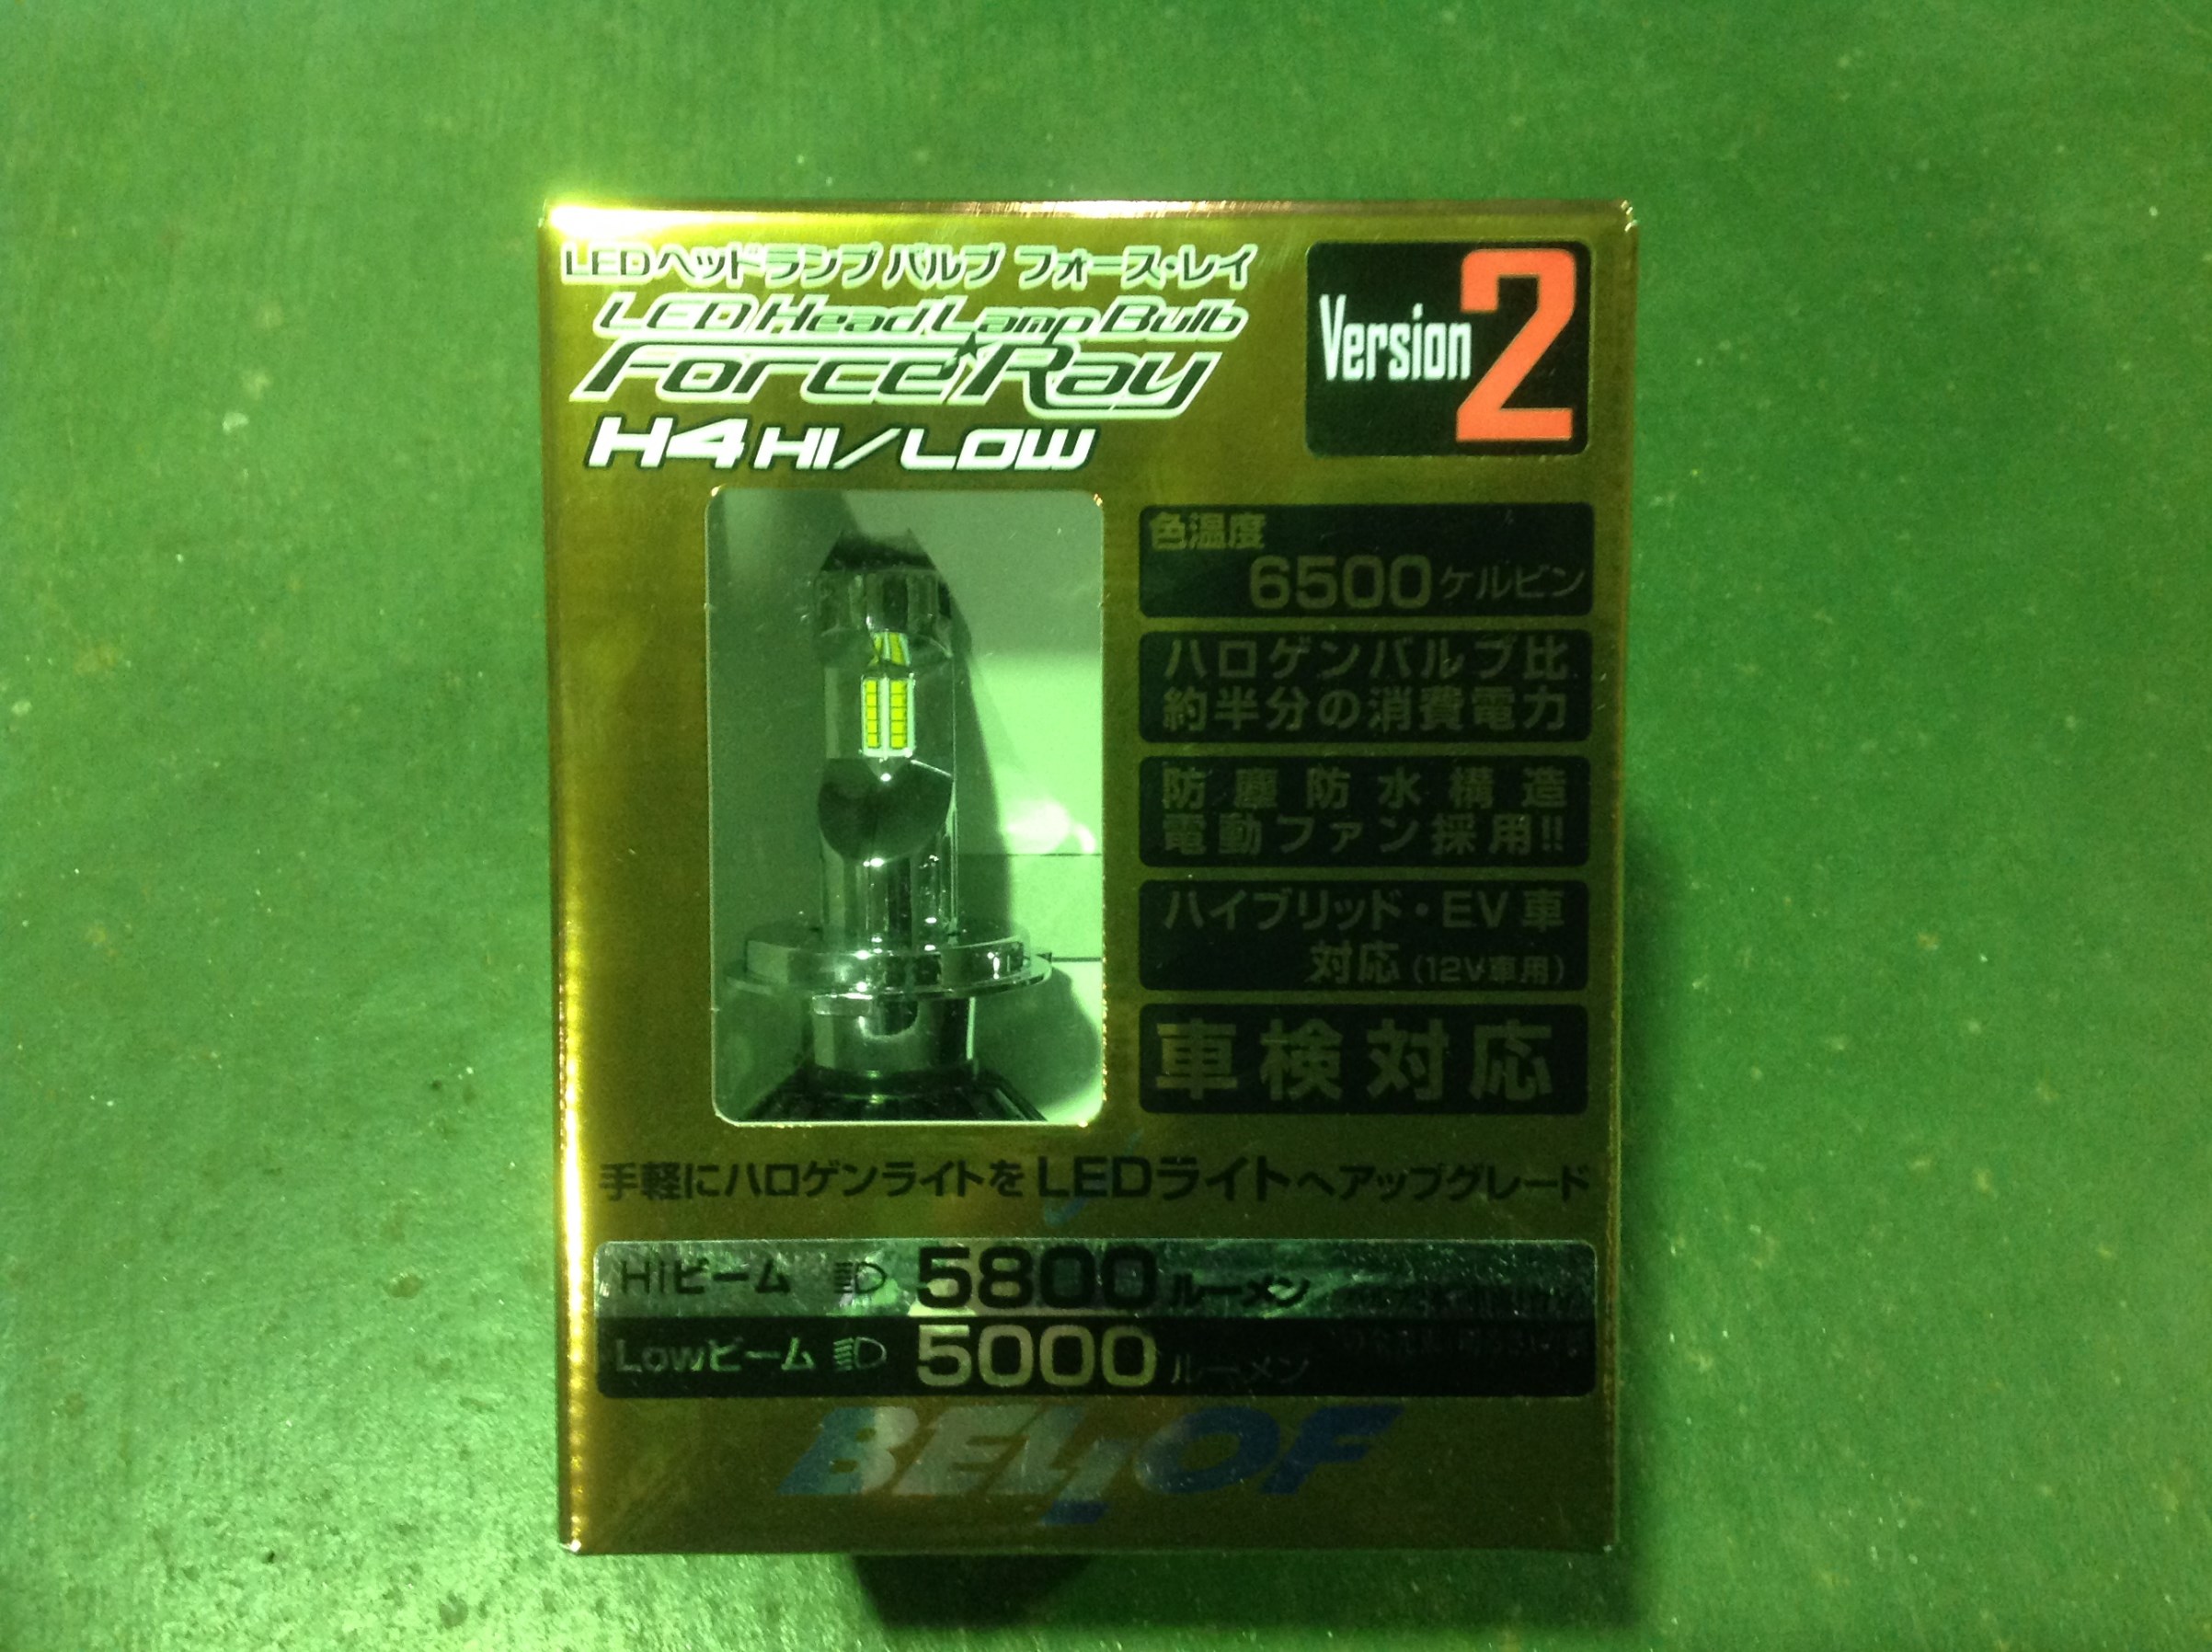 LEDヘッドランプ バルブ フォース・レイ
LED Head Lamp Bulb
Force Ray
H4 HI/LOW
Version2
色温度
6500ケルビン
ハロゲンバルブ比
約半分の消費電力
防塵防水構造
電動ファン採用!!
ハイブリッド・EV車
対応(12V車用)
車検対応
手軽にハロゲンライトをLEDライトへアップグレード
Hiビーム 5800ルーメン
Lowビーム 5000ルーメン
BELLOF